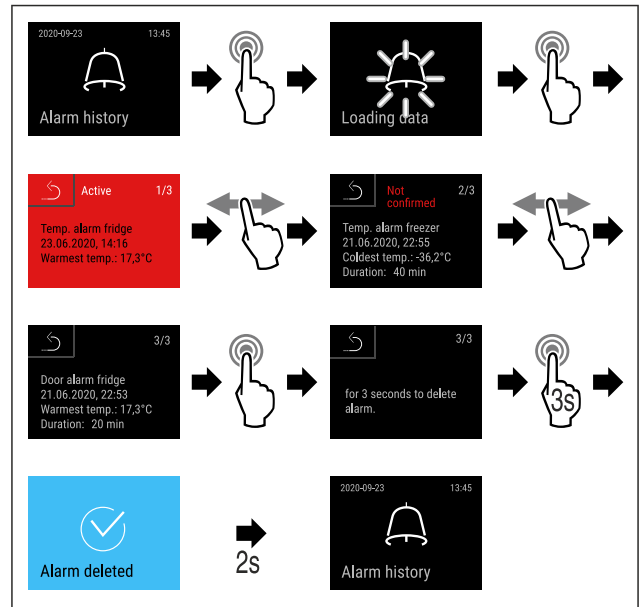 2020-09-23 13:45
Alarm history
Loading data
Active 1/3
Temp. alarm fridge
23.06.2020, 14:16
Warmest temp.: 17,3°C
Not confirmed 2/3
Temp. alarm freezer
21.06.2020, 22:55
Coldest temp.: -36,2°C
Duration: 40 min
3/3
Door alarm fridge
21.06.2020, 22:53
Warmest temp.: 17,3°C
Duration: 20 min
3/3
for 3 seconds to delete
alarm.
3s
Alarm deleted
2s
2020-09-23 13:45
Alarm history